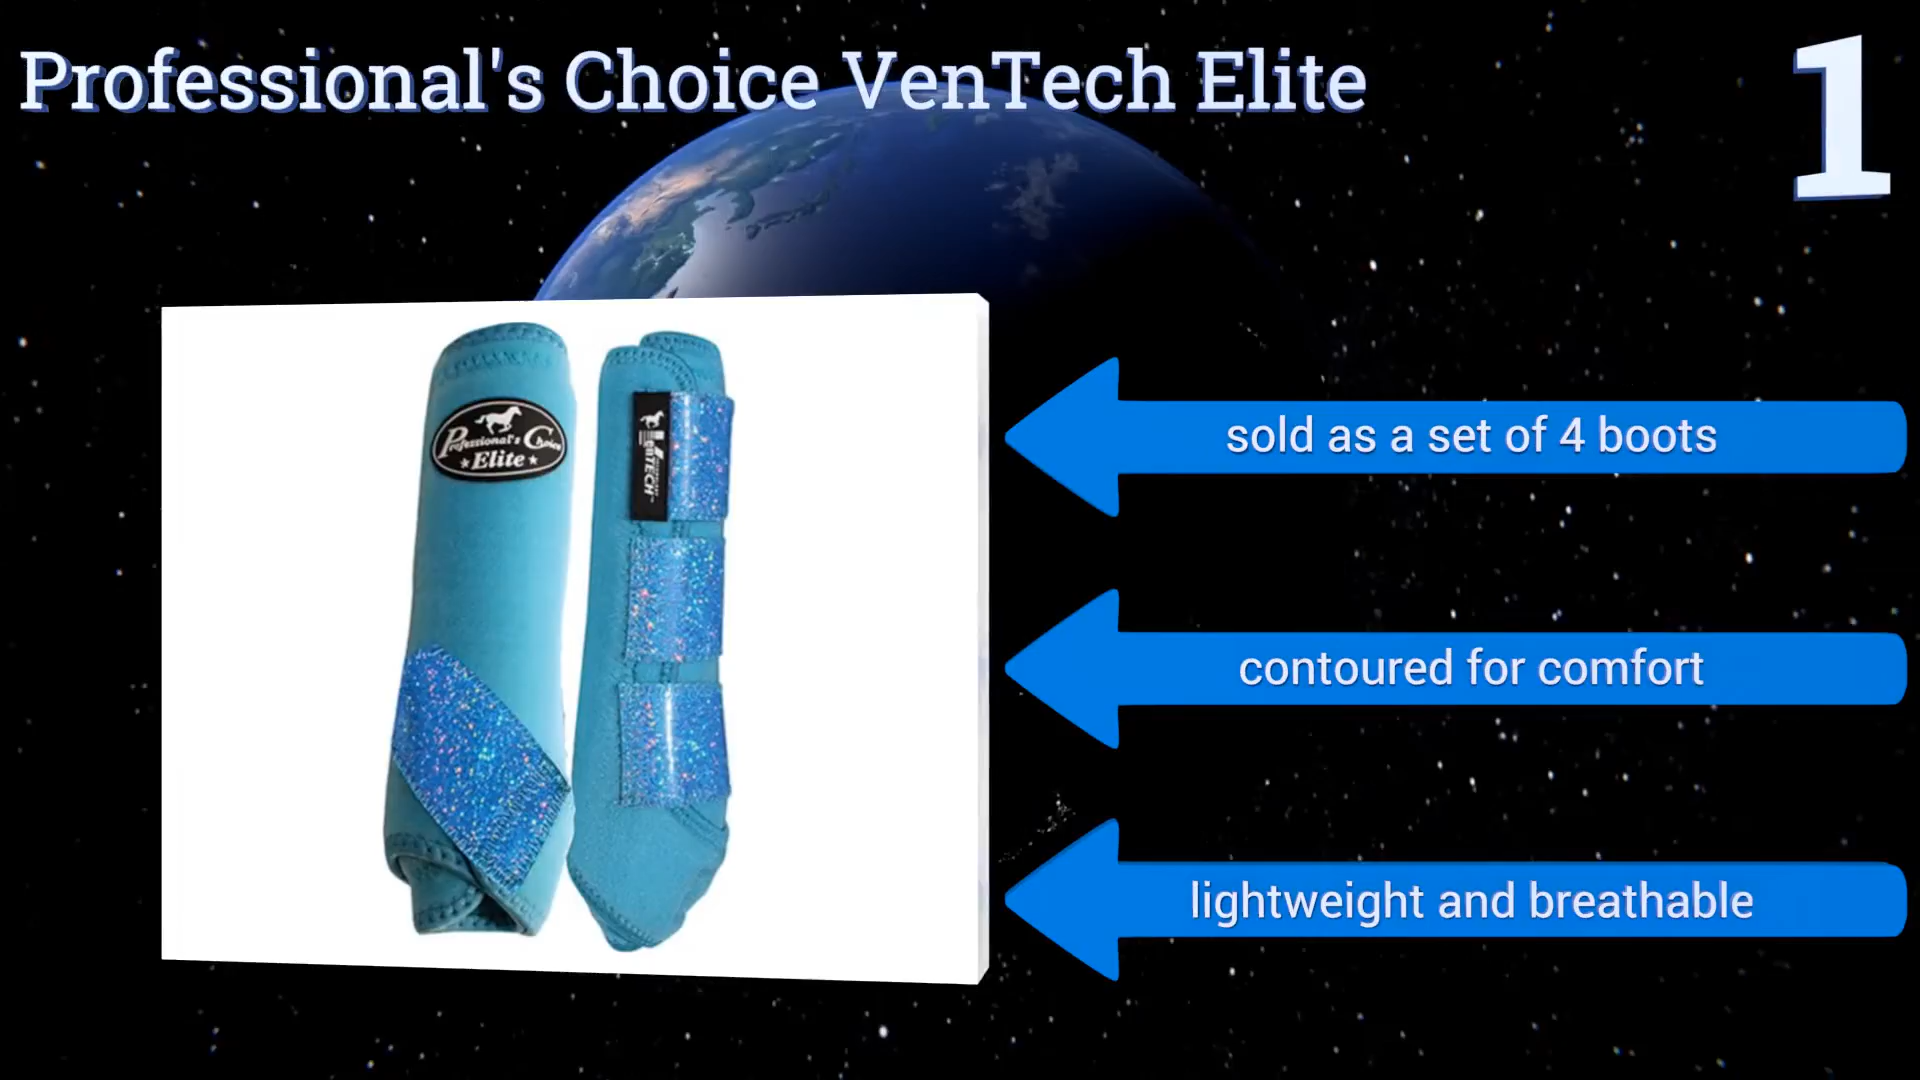 Professional's Choice VenTech Elite
1
Professional's Choice
Elite
VenTECH
sold as a set of 4 boots
contoured for comfort
lightweight and breathable